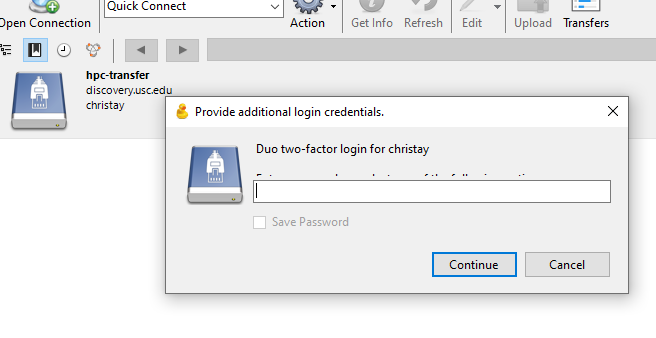 Open Connection
Quick Connect
Action
Get Info
Refresh
Edit
Upload
Transfers
hpc-transfer
discovery.usc.edu
christay
Provide additional login credentials.
Duo two-factor login for christay
Save Password
Continue
Cancel